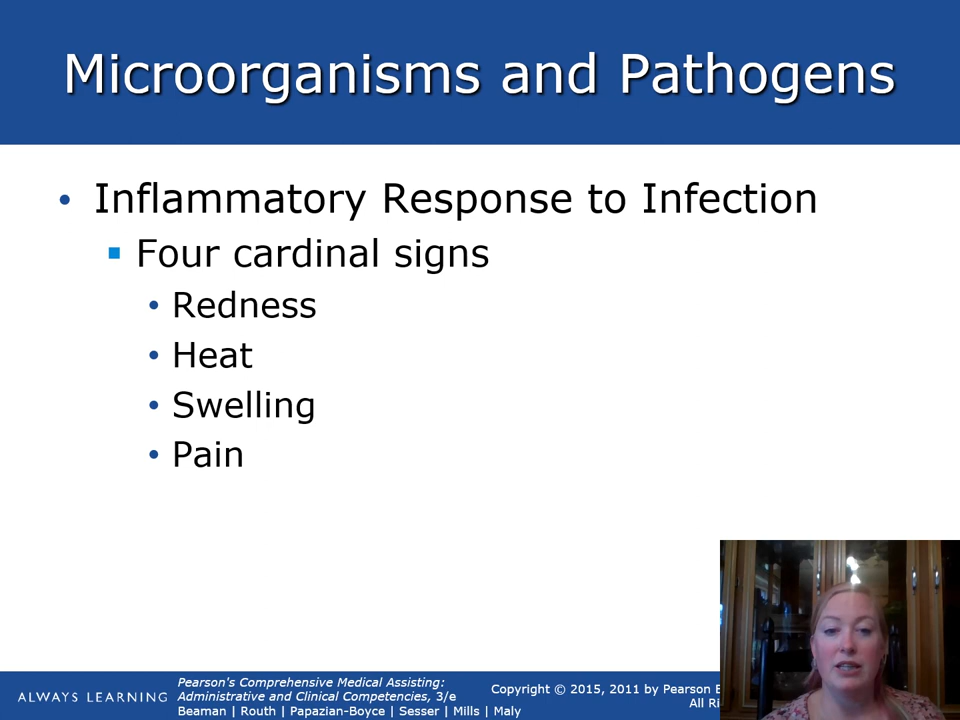 Microorganisms and Pathogens
• Inflammatory Response to Infection
▪ Four cardinal signs
• Redness
• Heat
• Swelling
• Pain
ALWAYS LEARNING
Pearson's Comprehensive Medical Assisting:
Administrative and Clinical Competencies, 3/e
Beaman | Routh | Papazian-Boyce | Sesser | Mills | Maly
Copyright © 2015, 2011 by Pearson
All